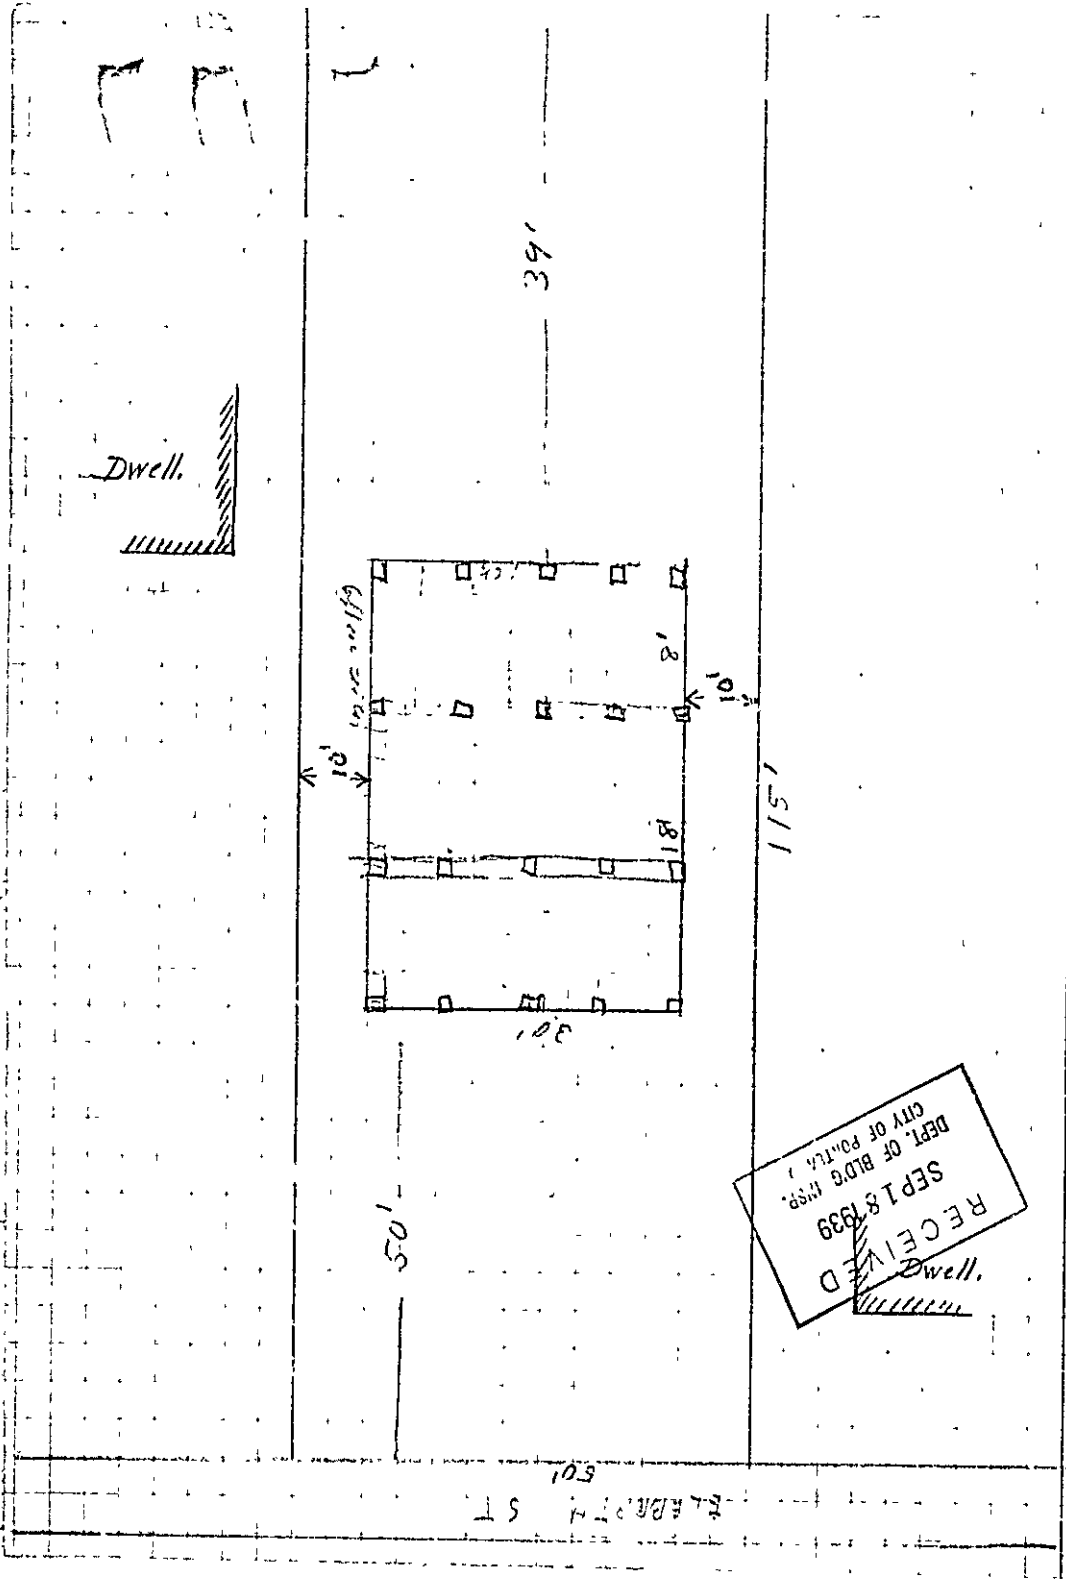 39'
Dwell.
8'
10'
10'
18'
115'
30'
50'
RECEIVED
SEP 18 1939
DEPT. OF BLD'G INSP.
CITY OF
Dwell.
50'
ST